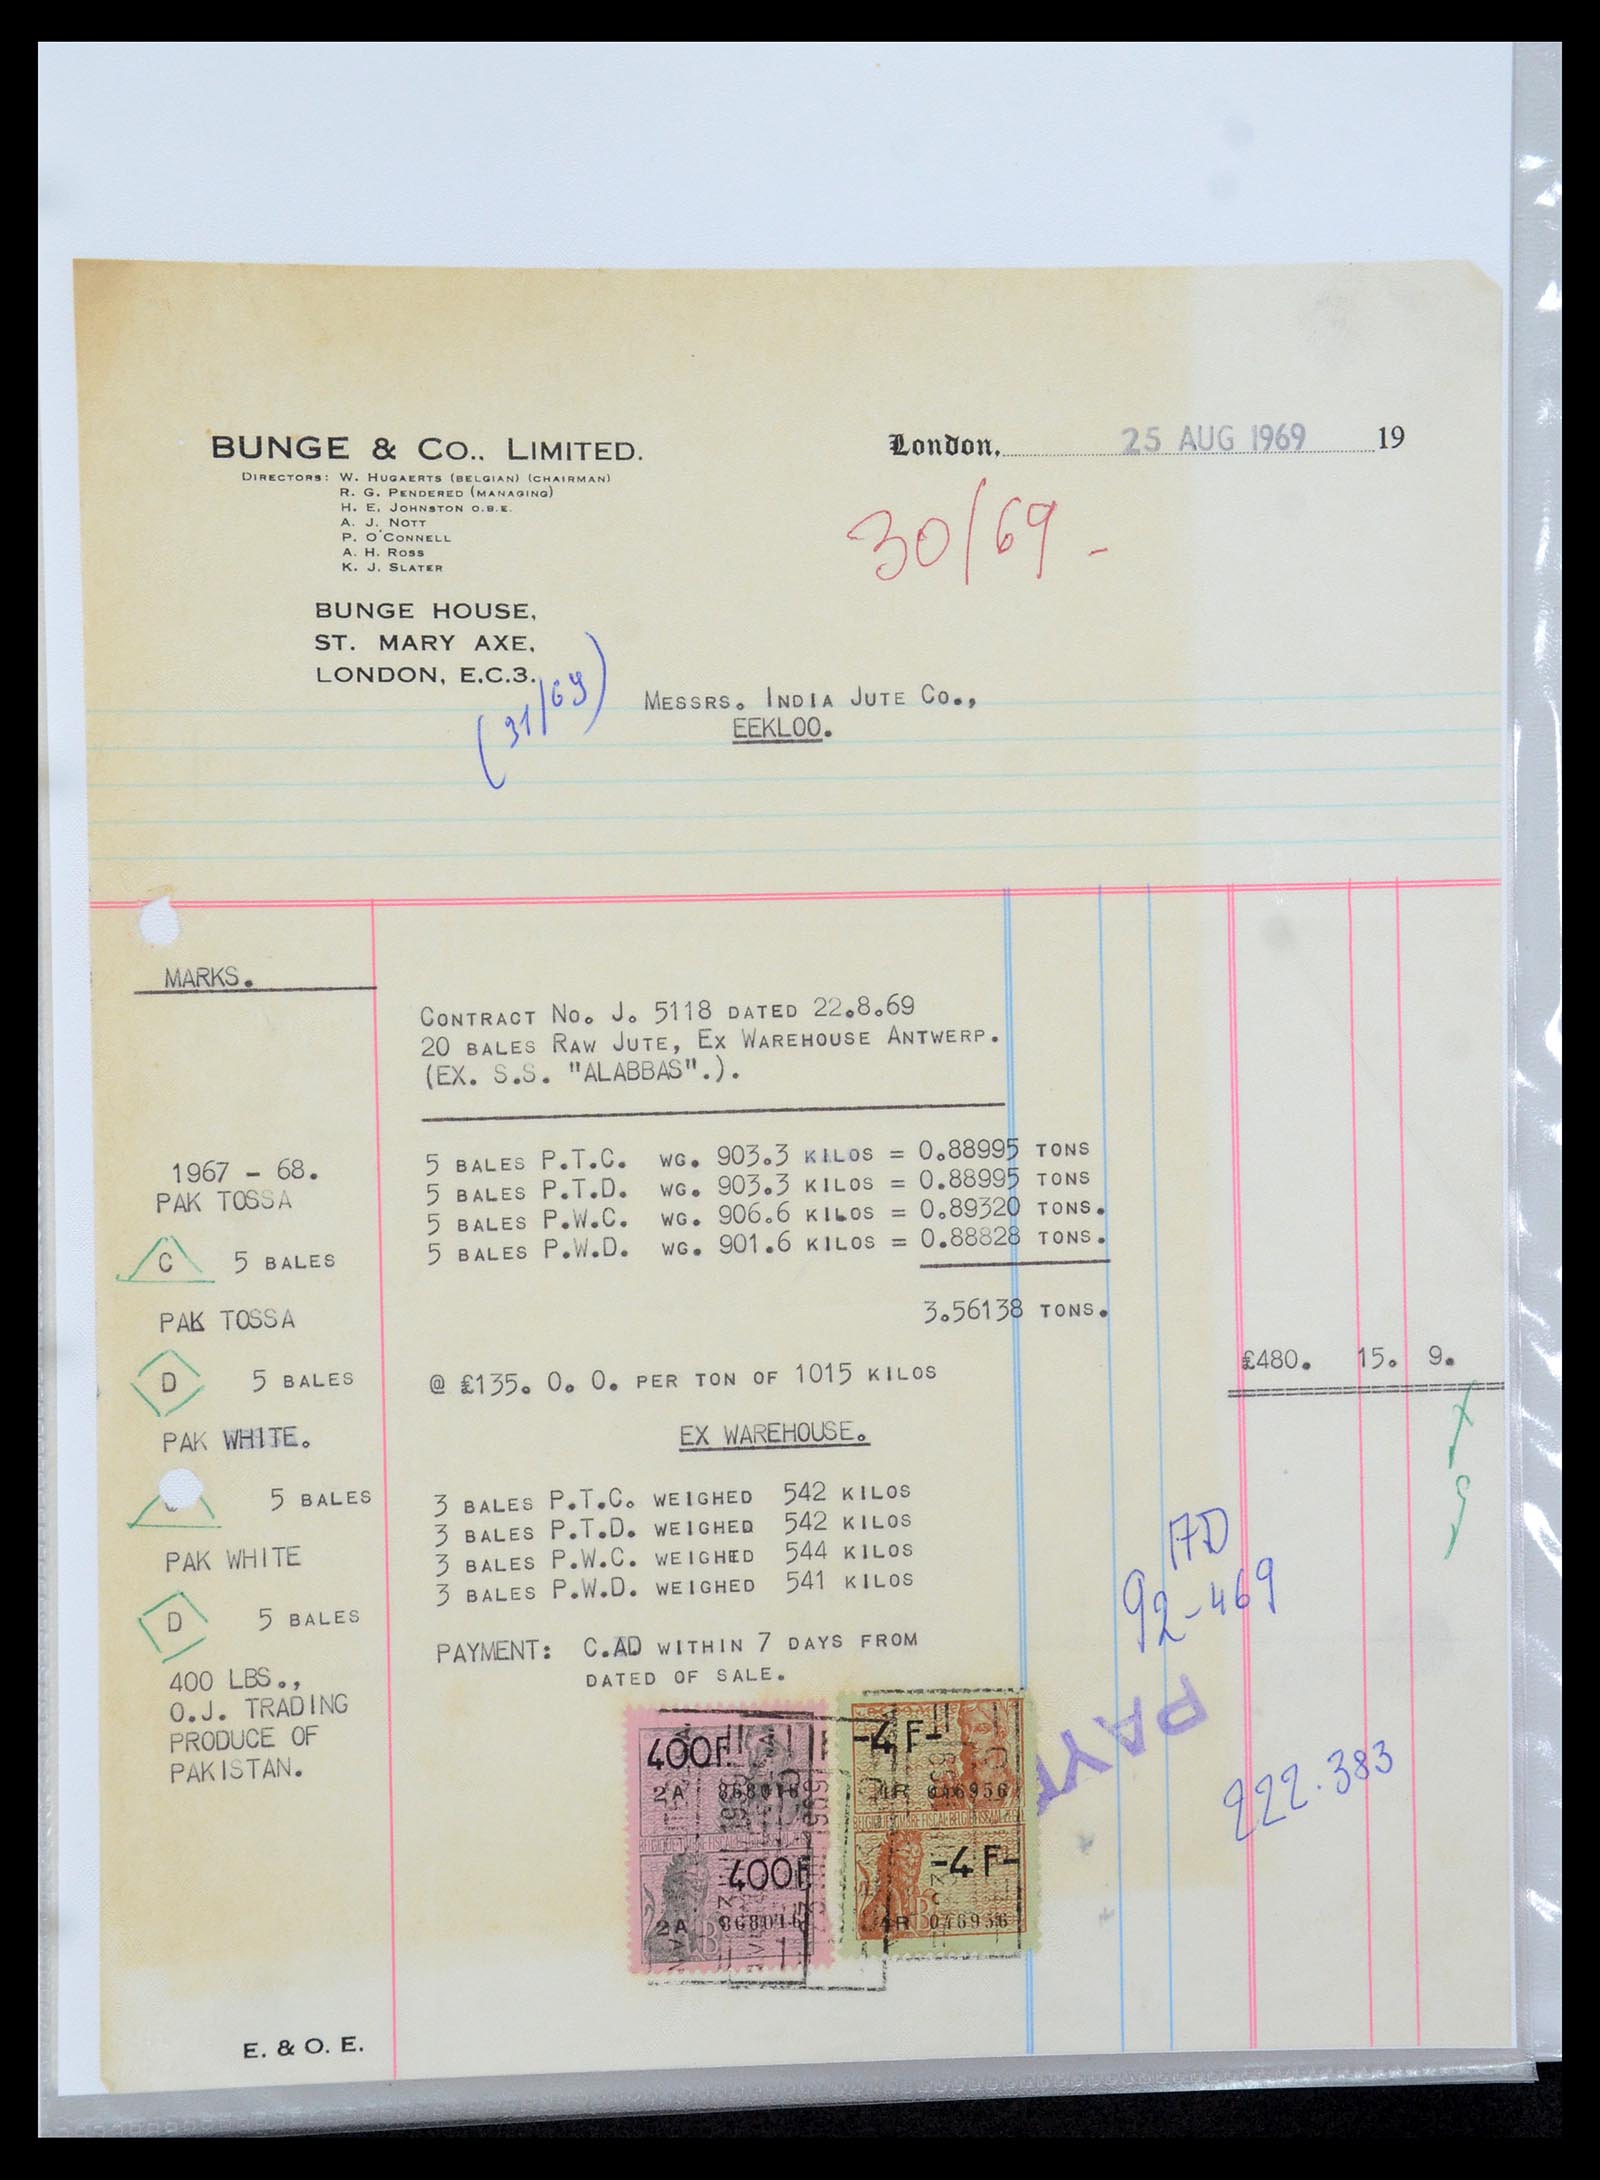 BUNGE & CO., LIMITED.
DIRECTORS: W. HUGAERTS (BELGIAN) (CHAIRMAN)
R. G. PENDERED (MANAGING)
H. E. JOHNSTON O.B.E.
A. J. NOTT
P. O'CONNELL
A. H. ROSS
K. J. SLATER
BUNGE HOUSE,
ST. MARY AXE,
LONDON, E.C.3.
London, 25 AUG 1969 19
30/69 -
(31/69)
MESSRS. INDIA JUTE CO.,
EEKLOO.
MARKS.
CONTRACT NO. J. 5118 DATED 22.8.69
20 BALES RAW JUTE, EX WAREHOUSE ANTWERP.
(EX. S.S. "ALABBAS".).
1967 - 68.
PAK TOSSA
C 5 BALES
PAK TOSSA
D 5 BALES
PAK WHITE.
5 BALES
PAK WHITE
D 5 BALES
400 LBS.,
O.J. TRADING
PRODUCE OF
PAKISTAN.
5 BALES P.T.C. WG. 903.3 KILOS = 0.88995 TONS
5 BALES P.T.D. WG. 903.3 KILOS = 0.88995 TONS
5 BALES P.W.C. WG. 906.6 KILOS = 0.89320 TONS.
5 BALES P.W.D. WG. 901.6 KILOS = 0.88828 TONS.
3.56138 TONS.
@ £135. 0. 0. PER TON OF 1015 KILOS
£480. 15. 9.
EX WAREHOUSE.
3 BALES P.T.C. WEIGHED 542 KILOS
3 BALES P.T.D. WEIGHED 542 KILOS
3 BALES P.W.C. WEIGHED 544 KILOS
3 BALES P.W.D. WEIGHED 541 KILOS
PAYMENT: C.AD WITHIN 7 DAYS FROM
DATED OF SALE.
AD
92-469
222.383
400F
2A 868016
400F
2A 868016
-4 F-
4R 046956
-4 F-
4R 046956
E. & O. E.